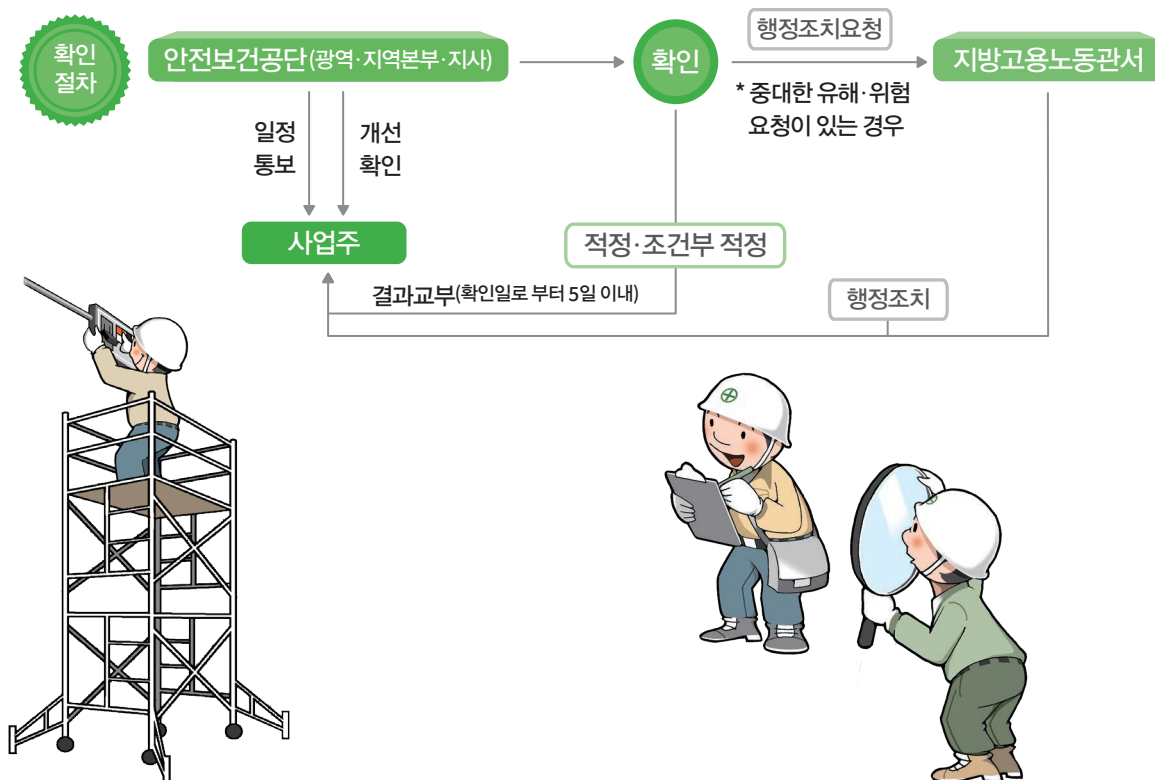 확인
절차
안전보건공단(광역·지역본부·지사)
확인
행정조치요청
지방고용노동관서
* 중대한 유해·위험
요청이 있는 경우
일정
통보
개선
확인
사업주
적정·조건부 적정
결과교부(확인일로 부터 5일 이내)
행정조치